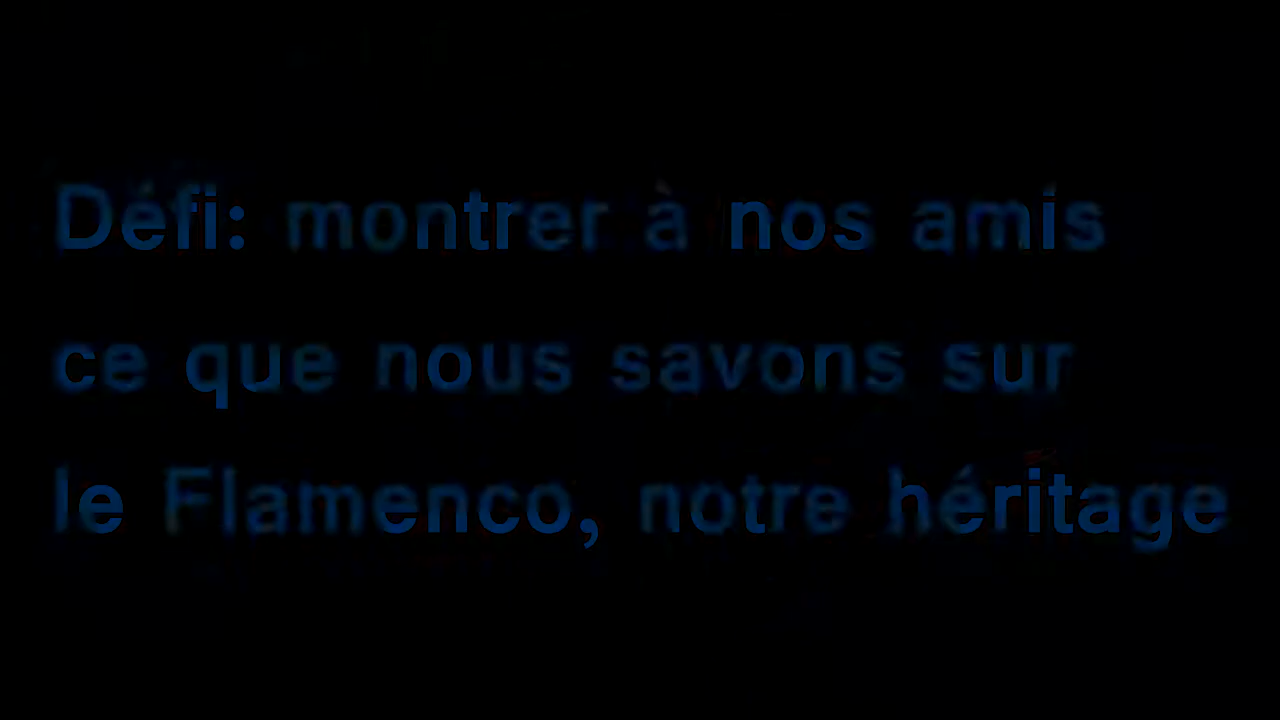 Défi: montrer à nos amis
ce que nous savons sur
le Flamenco, notre héritage